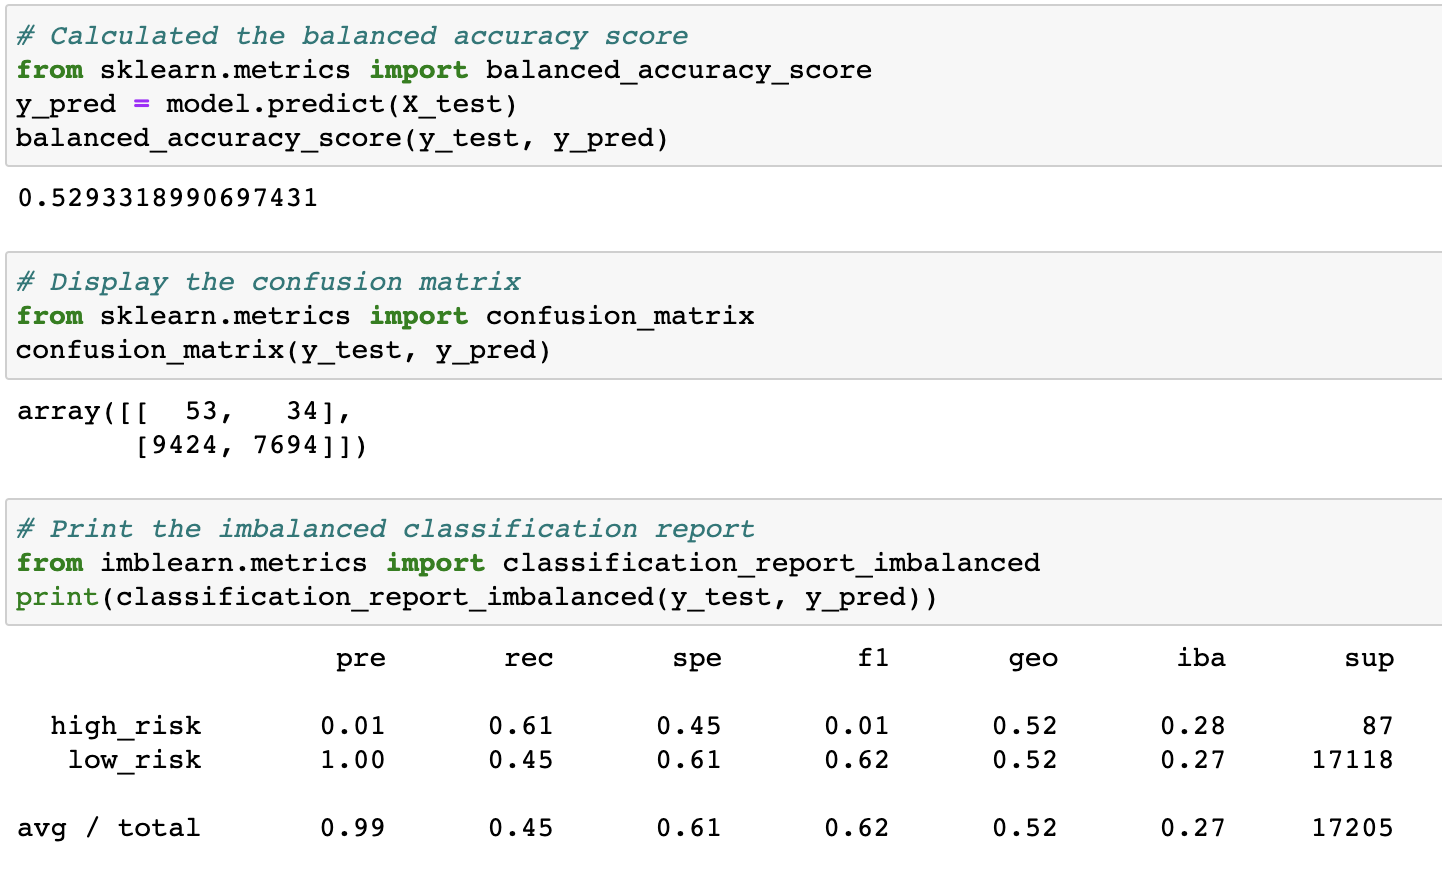 # Calculated the balanced accuracy score
from sklearn.metrics import balanced_accuracy_score
y_pred = model.predict(X_test)
balanced_accuracy_score(y_test, y_pred)
0.5293318990697431
# Display the confusion matrix
from sklearn.metrics import confusion_matrix
confusion_matrix(y_test, y_pred)
array([[  53,   34],
       [9424, 7694]])
# Print the imbalanced classification report
from imblearn.metrics import classification_report_imbalanced
print(classification_report_imbalanced(y_test, y_pred))
                   pre       rec       spe        f1       geo       iba       sup
  high_risk       0.01      0.61      0.45      0.01      0.52      0.28        87
   low_risk       1.00      0.45      0.61      0.62      0.52      0.27     17118
avg / total       0.99      0.45      0.61      0.62      0.52      0.27     17205